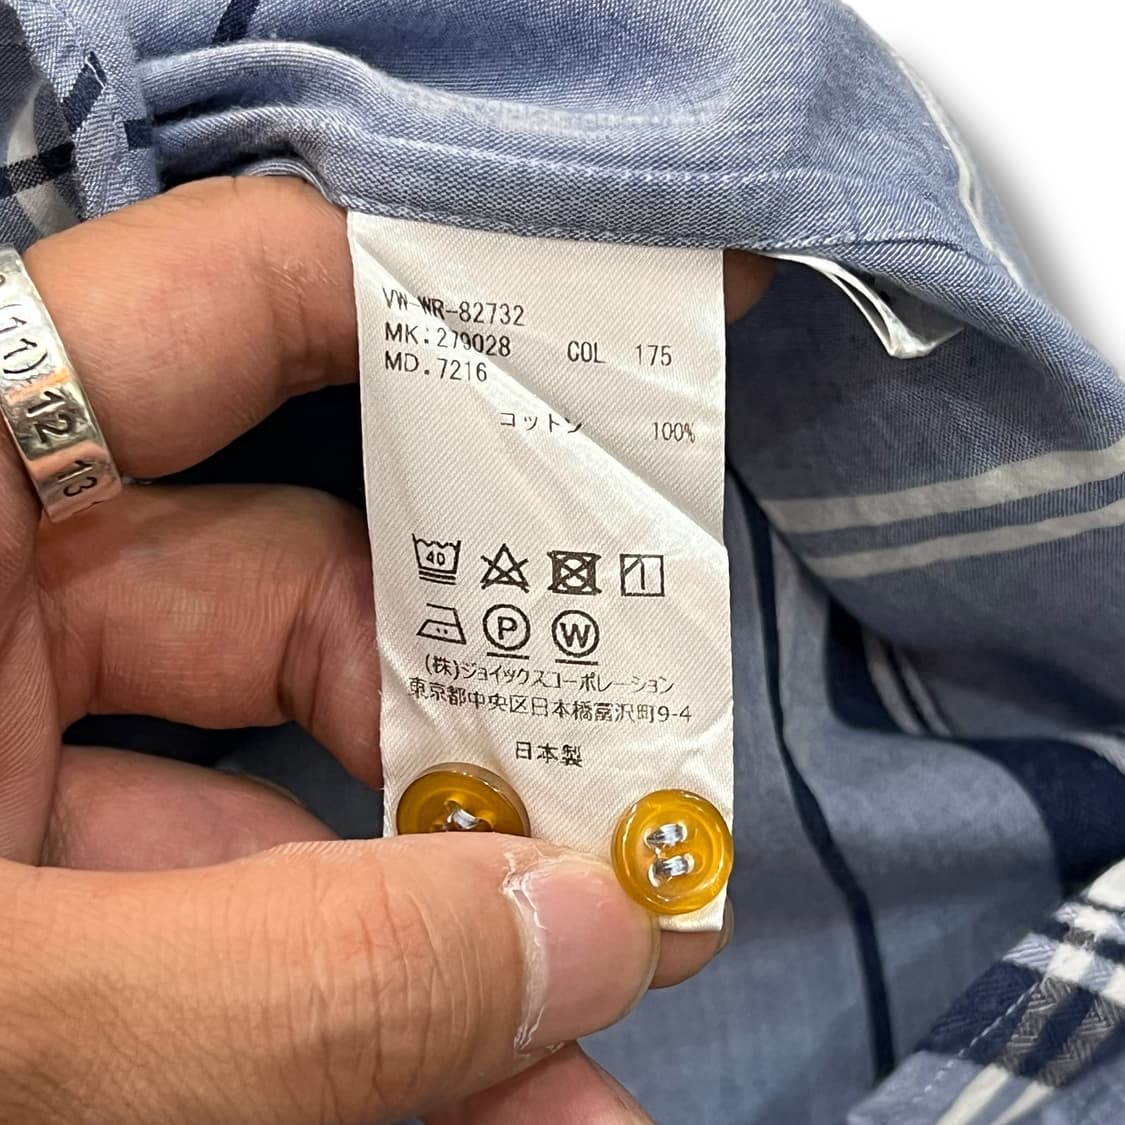 VW-WR-82732
MK:279028 COL 175
MD.7216
コットン 100%
40
P W
(株)ジョイックスコーポレーション
東京都中央区日本橋富沢町9-4
日本製
11)
12
13